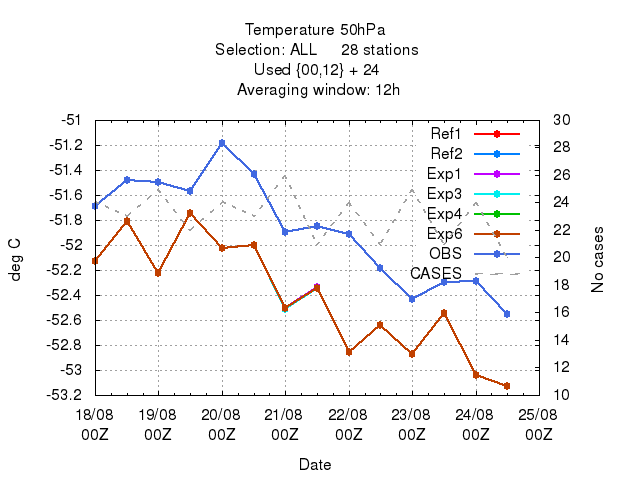 Temperature 50hPa
Selection: ALL     28 stations
Used {00,12} + 24
Averaging window: 12h
-51
-51.2
-51.4
-51.6
-51.8
-52
-52.2
-52.4
-52.6
-52.8
-53
-53.2
deg C
30
28
26
24
22
20
18
16
14
12
10
No cases
Ref1
Ref2
Exp1
Exp3
Exp4
Exp6
OBS
CASES
18/08 19/08 20/08 21/08 22/08 23/08 24/08 25/08
00Z 00Z 00Z 00Z 00Z 00Z 00Z 00Z
Date